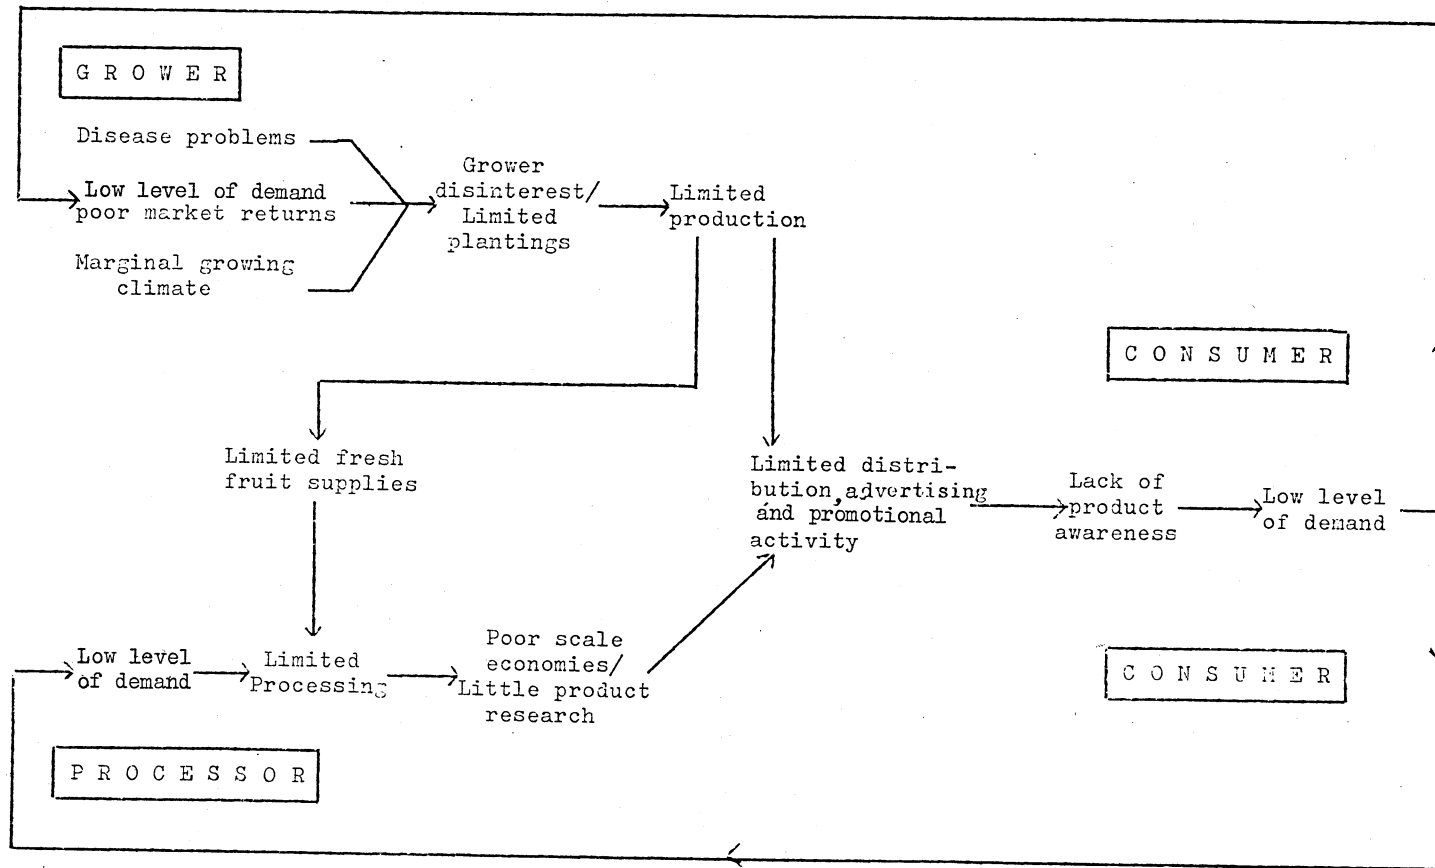 G R O W E R
Disease problems
Low level of demand
poor market returns
Marginal growing
climate
Grower
disinterest/
Limited
plantings
Limited
production
C O N S U M E R
Limited fresh
fruit supplies
Limited distri-
bution, advertising
and promotional
activity
Lack of
product
awareness
Low level
of demand
Low level
of demand
Limited
Processing
Poor scale
economies/
Little product
research
C O N S U M E R
P R O C E S S O R